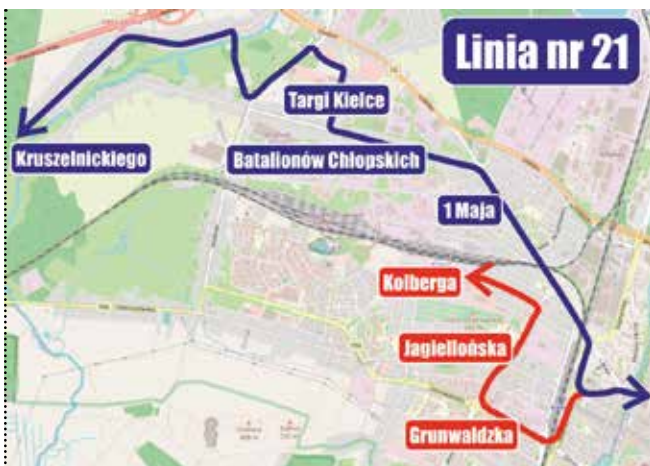 Linia nr 21
Targi Kielce
Kruszelnickiego
Batalionów Chłopskich
1 Maja
Kolberga
Jagiellońska
Grunwaldzka